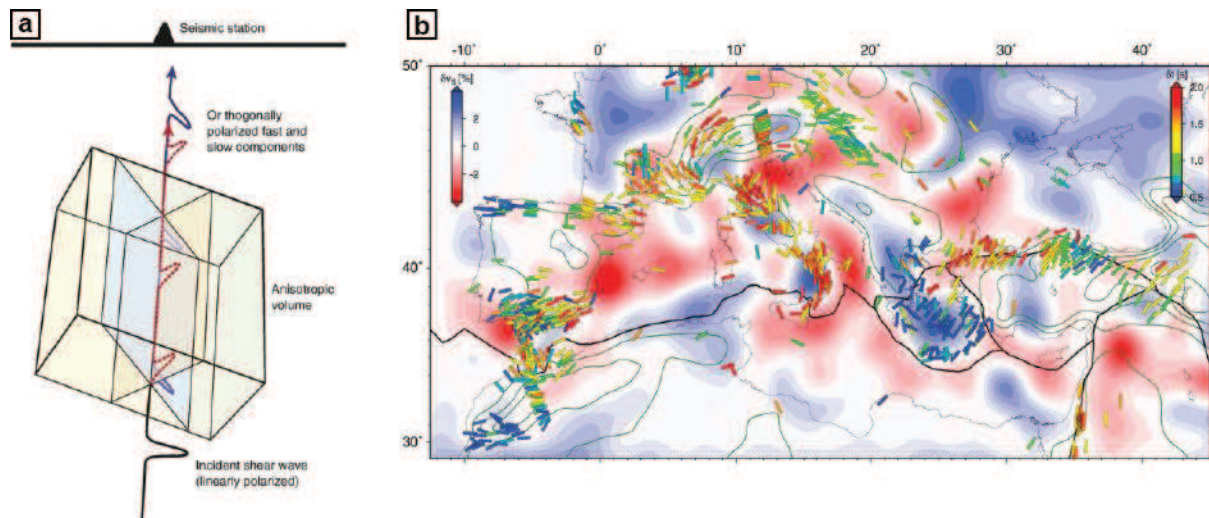 a
Seismic station
Or thogonally
polarized fast and
slow components
Anisotropic
volume
Incident shear wave
(linearly polarized)
b
-10˚ 0˚ 10˚ 20˚ 30˚ 40˚
50˚
40˚
30˚
δvS [%]
2
0
-2
δt [s]
2.0
1.5
1.0
0.5